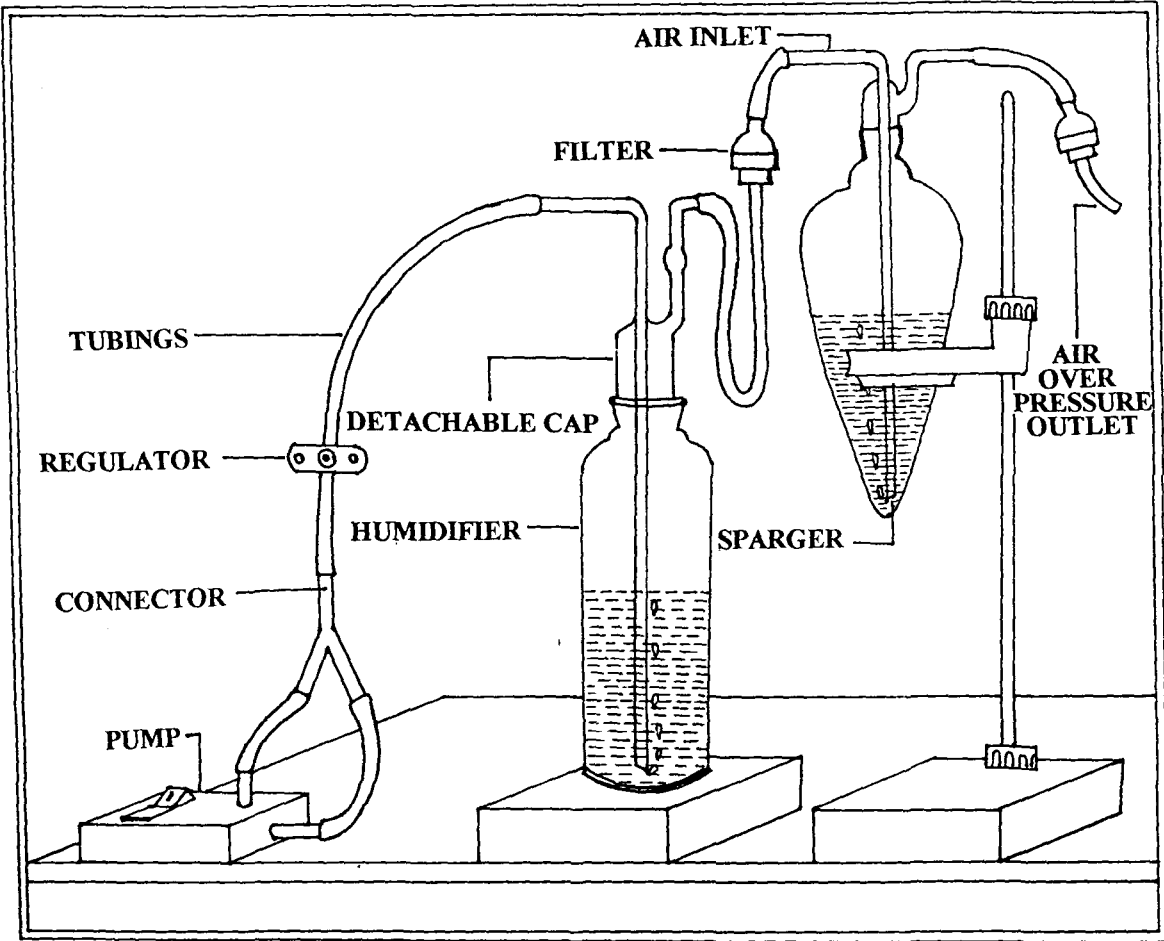 AIR INLET
FILTER
TUBINGS
DETACHABLE CAP
REGULATOR
HUMIDIFIER
SPARGER
CONNECTOR
PUMP
AIR
OVER
PRESSURE
OUTLET